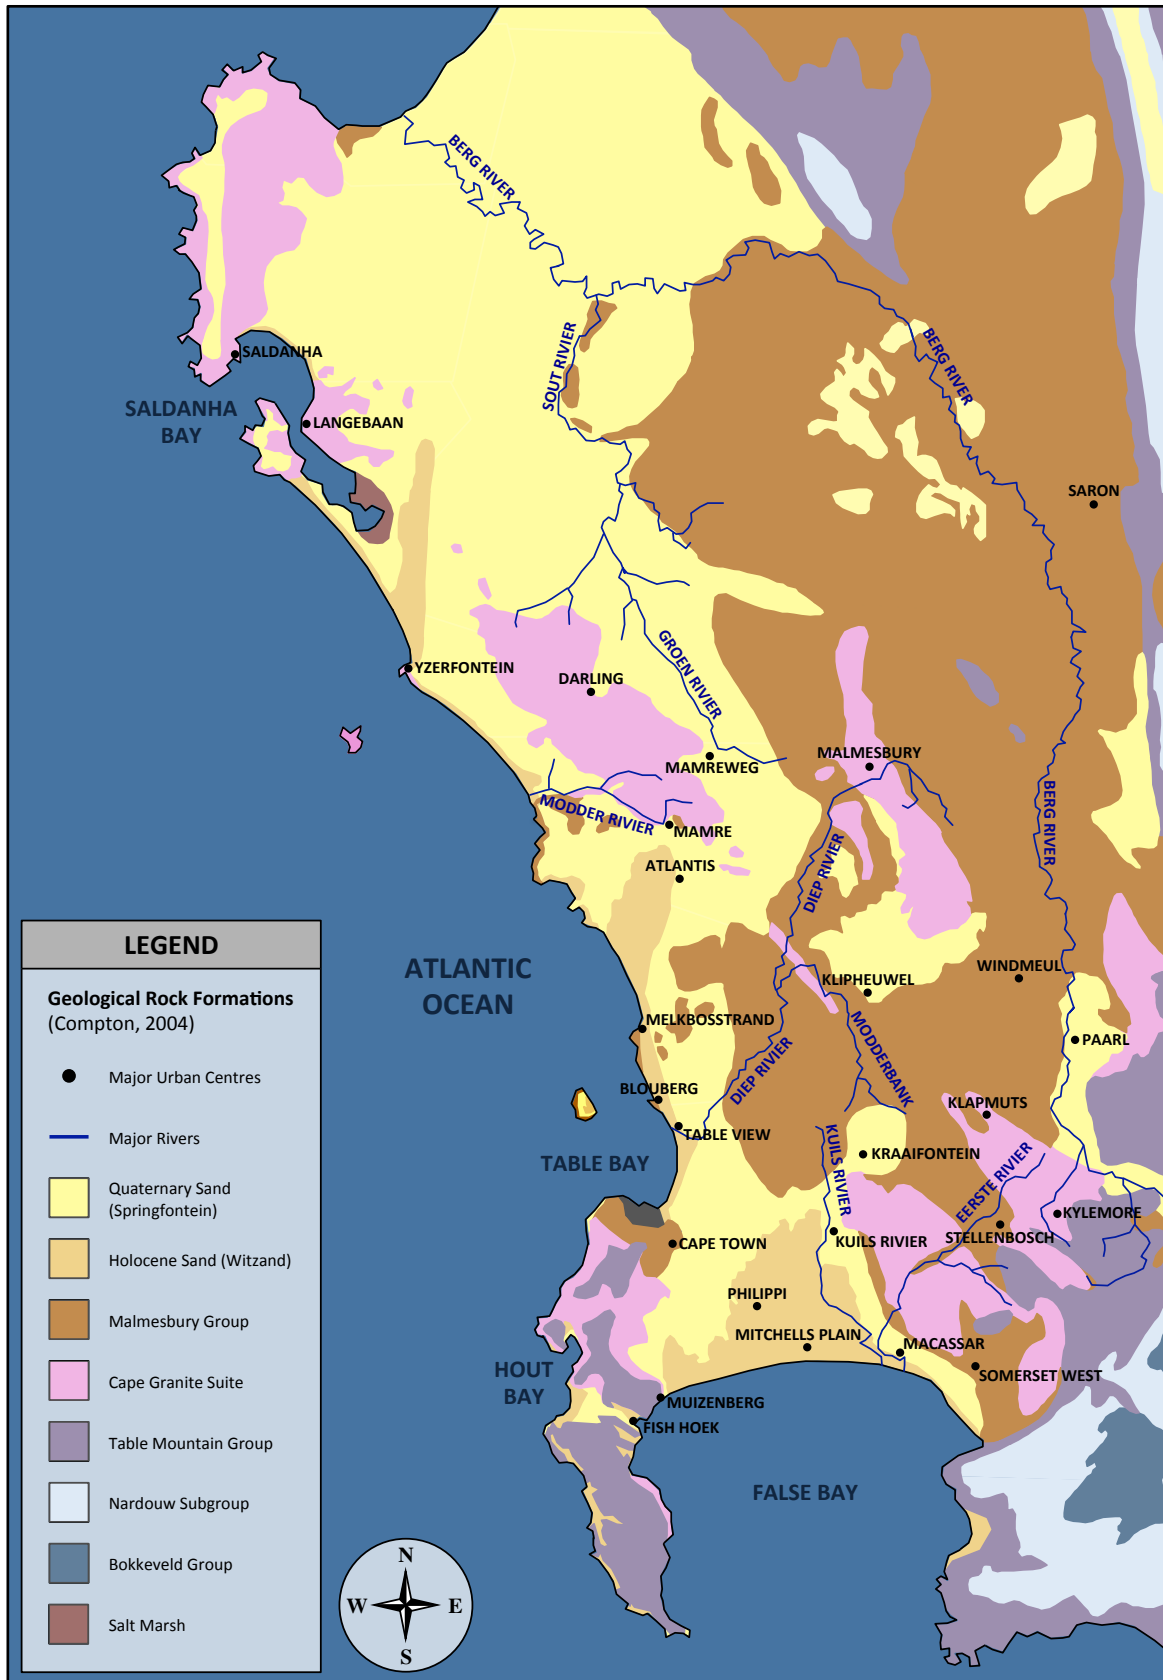 BERG RIVER
SOUT RIVIER
BERG RIVER
SALDANHA
SALDANHA
BAY
LANGEBAAN
SARON
GROEN RIVIER
YZERFONTEIN
DARLING
MAMREWEG
MALMESBURY
BERG RIVER
MODDER RIVIER
MAMRE
DIEP RIVIER
ATLANTIS
ATLANTIC
OCEAN
KLIPHEUWEL
WINDMEUL
MELKBOSSTRAND
MODDERBANK
PAARL
DIEP RIVIER
BLOUBERG
KLAPMUTS
TABLE VIEW
TABLE BAY
KUILS RIVIER
KRAAIFONTEIN
EERSTE RIVIER
KYLEMORE
STELLENBOSCH
CAPE TOWN
KUILS RIVIER
PHILIPPI
MITCHELLS PLAIN
MACASSAR
HOUT
BAY
SOMERSET WEST
MUIZENBERG
FISH HOEK
FALSE BAY
LEGEND
Geological Rock Formations
(Compton, 2004)
Major Urban Centres
Major Rivers
Quaternary Sand
(Springfontein)
Holocene Sand (Witzand)
Malmesbury Group
Cape Granite Suite
Table Mountain Group
Nardouw Subgroup
Bokkeveld Group
Salt Marsh
N
W E
S